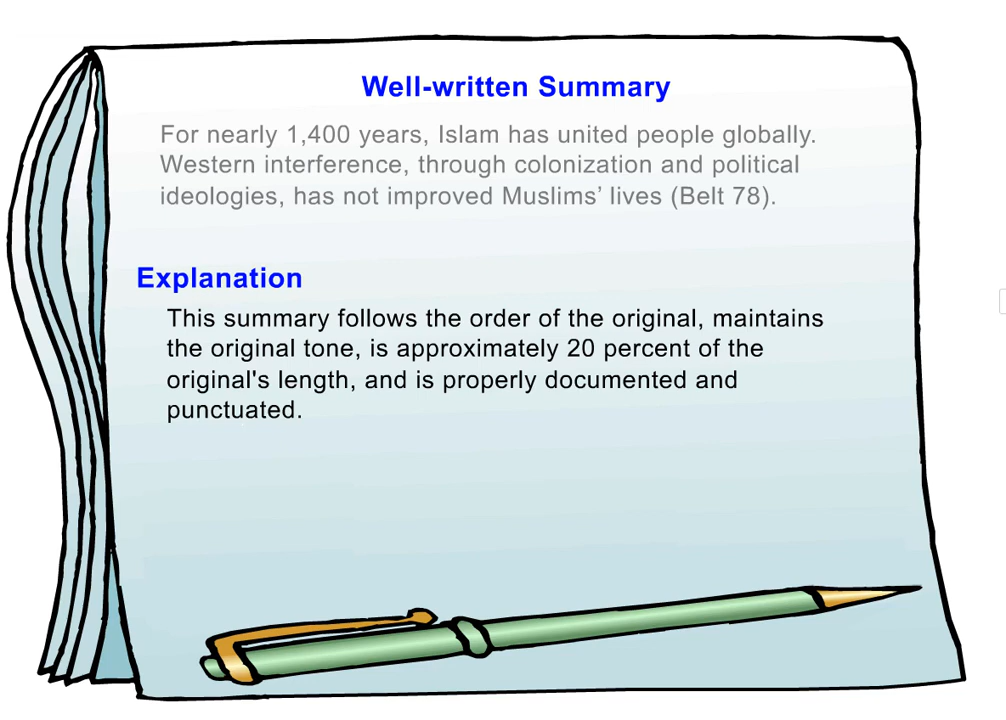 Well-written Summary
For nearly 1,400 years, Islam has united people globally.
Western interference, through colonization and political
ideologies, has not improved Muslims’ lives (Belt 78).
Explanation
This summary follows the order of the original, maintains
the original tone, is approximately 20 percent of the
original's length, and is properly documented and
punctuated.